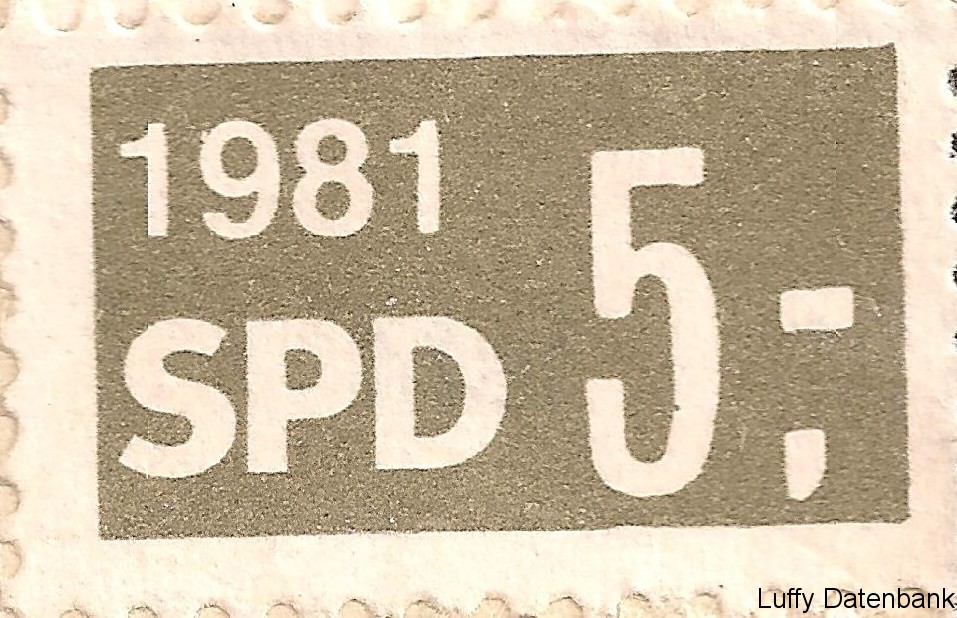 1981
SPD
5,-
Luffy Datenbank